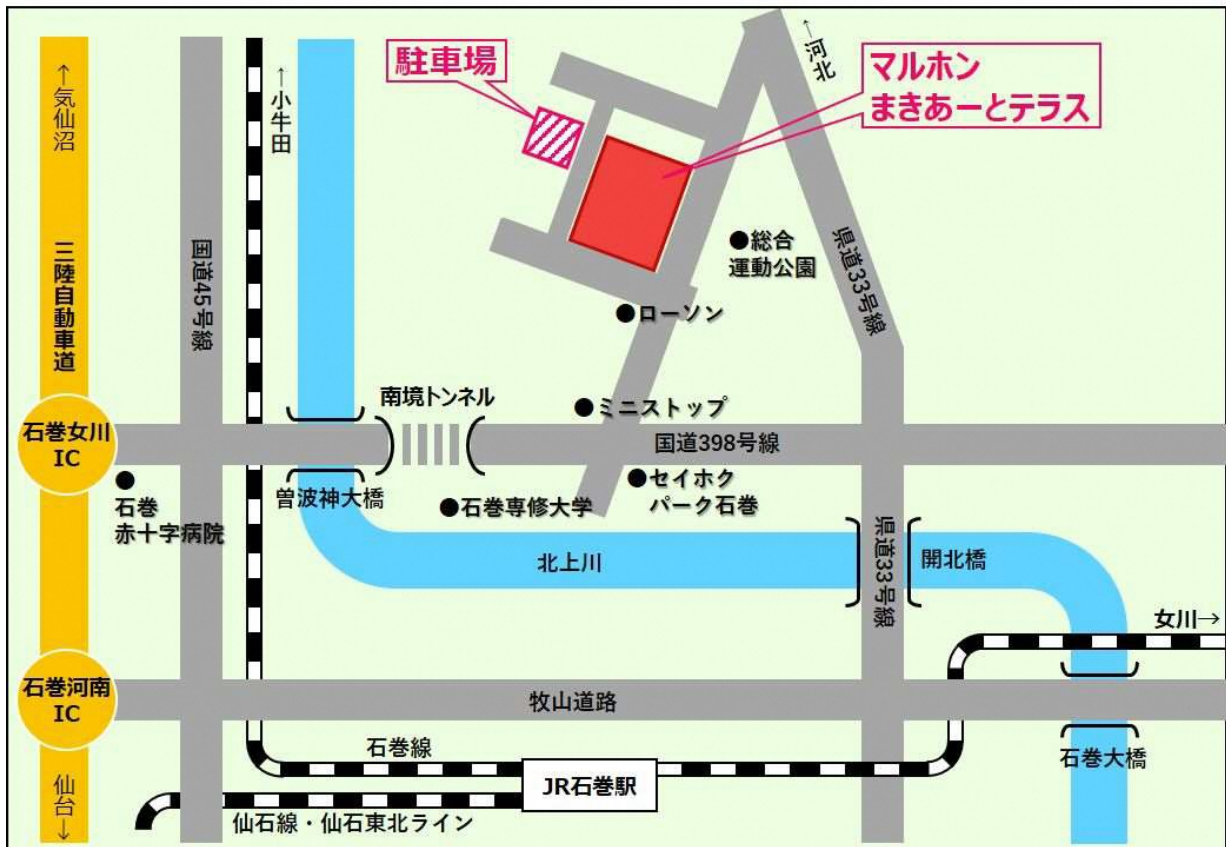 ←河北
駐車場
マルホン
まきあーとテラス
←気仙沼
←小牛田
三陸自動車道
国道45号線
●総合
運動公園
県道33号線
●ローソン
南境トンネル
●ミニストップ
石巻女川
IC
国道398号線
●
石巻
赤十字病院
曽波神大橋
●石巻専修大学
●セイホク
パーク石巻
県道33号線
北上川
開北橋
女川→
石巻河南
IC
牧山道路
石巻線
石巻大橋
JR石巻駅
仙台→
仙石線・仙石東北ライン